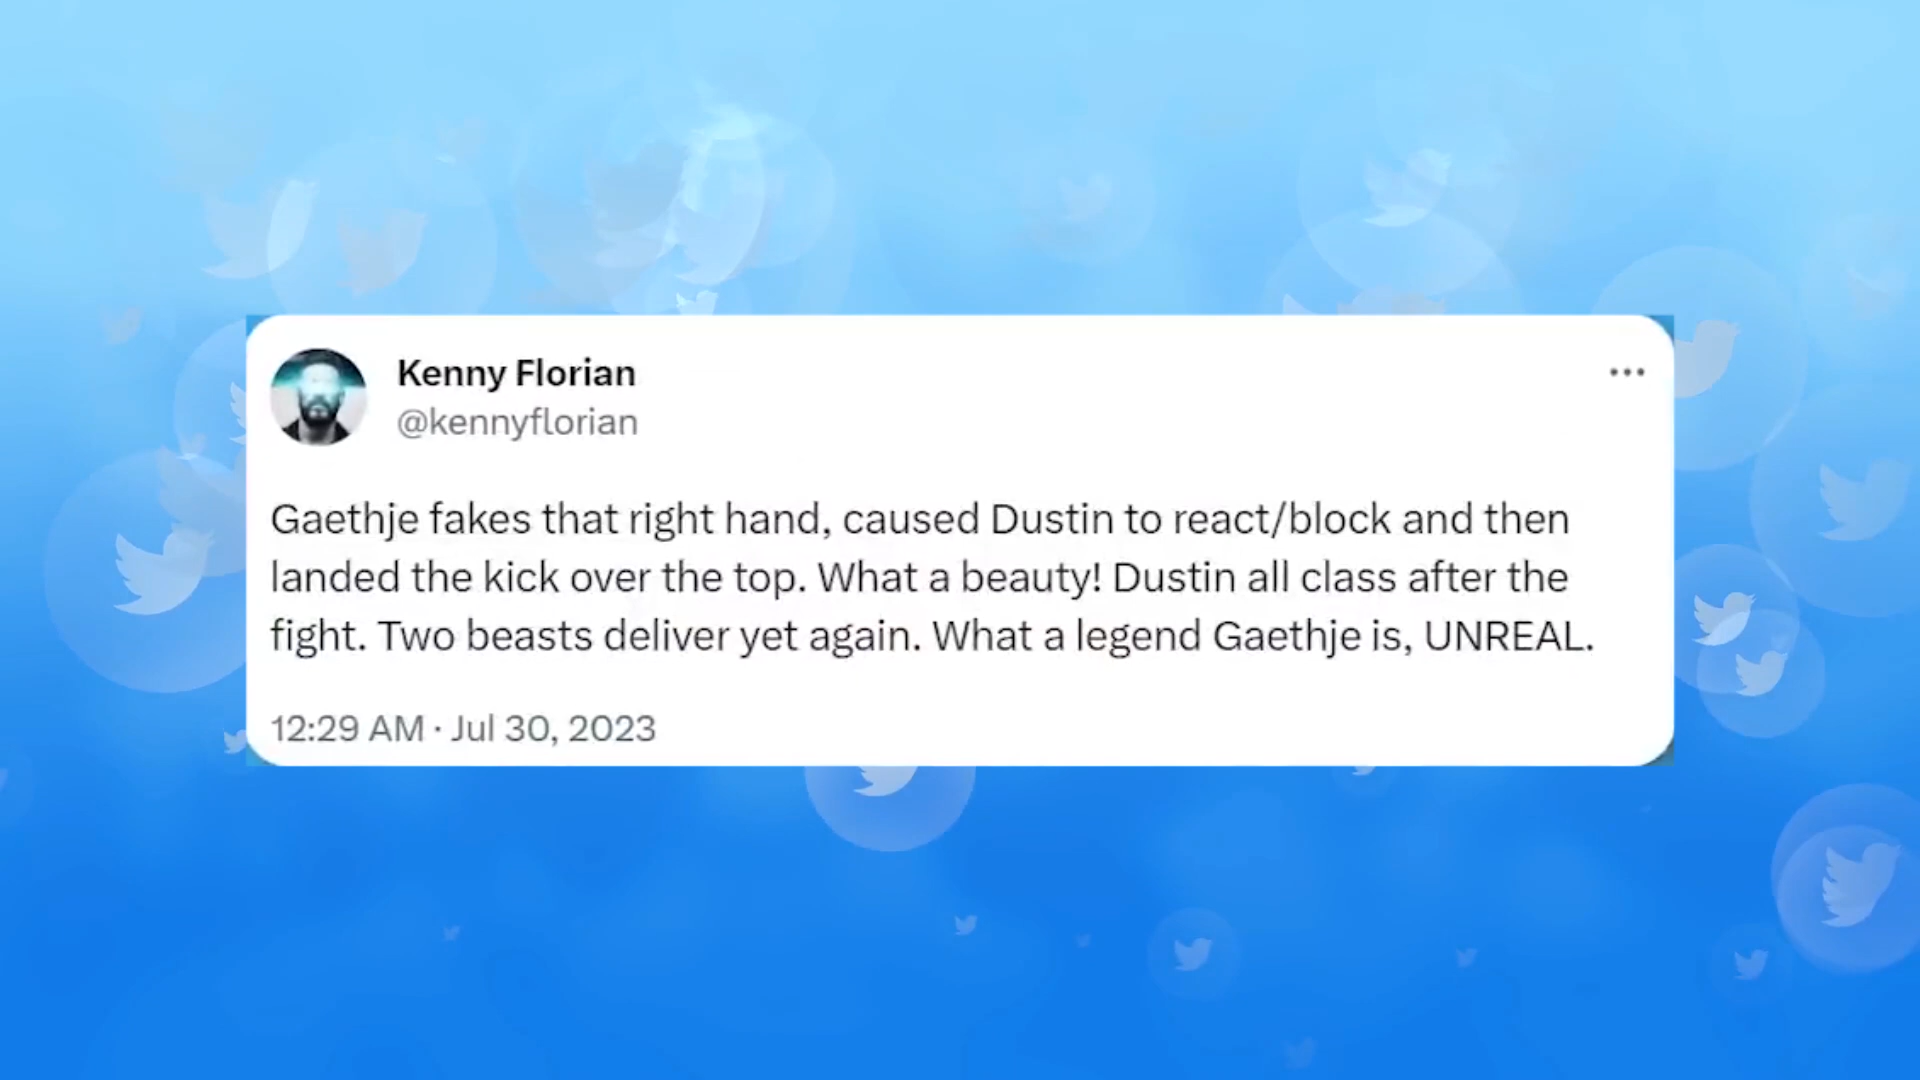 Kenny Florian
@kennyflorian
Gaethje fakes that right hand, caused Dustin to react/block and then
landed the kick over the top. What a beauty! Dustin all class after the
fight. Two beasts deliver yet again. What a legend Gaethje is, UNREAL.
12:29 AM · Jul 30, 2023